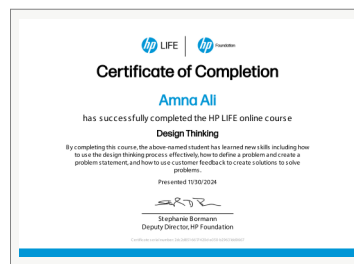 hp LIFE hp Foundation
Certificate of Completion
Amna Ali
has successfully completed the HP LIFE online course
Design Thinking
By completing this course, the above-named student has learned new skills including how
to use the design thinking process effectively, how to define a problem and create a
problem statement, and how to use customer feedback to create solutions to solve
problems.
Presented 11/30/2024
Stephanie Bormann
Deputy Director, HP Foundation
Certificate serial number